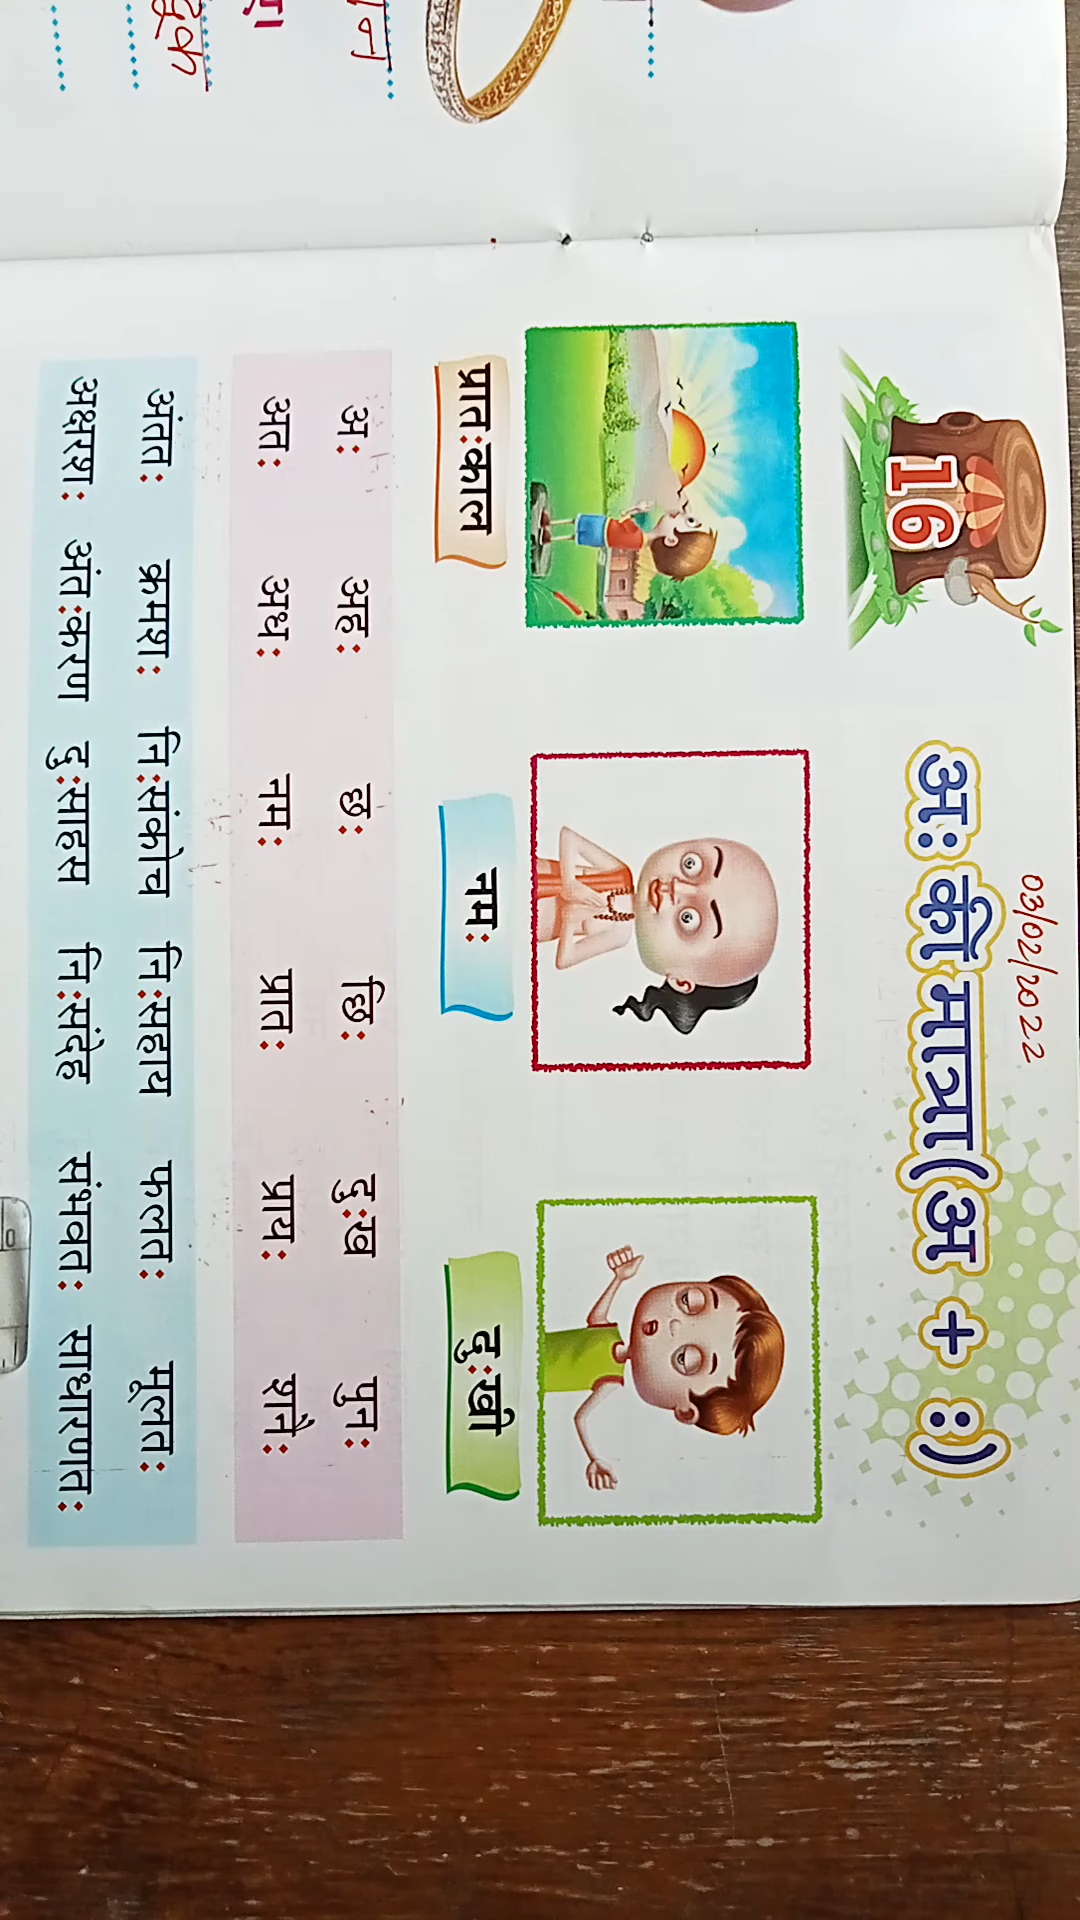 03/02/2022
16
अः की मात्रा (अ + ः)
प्रातःकाल नमः दुःखी
अः अहः छः छिः दुःख पुनः
अतः अथः नमः प्रातः प्रायः शनैः
अंततः क्रमशः निःसंकोच निःसहाय फलतः मूलतः
अक्षरशः अंतःकरण दुःसाहस निःसंदेह संभवतः साधारणतः